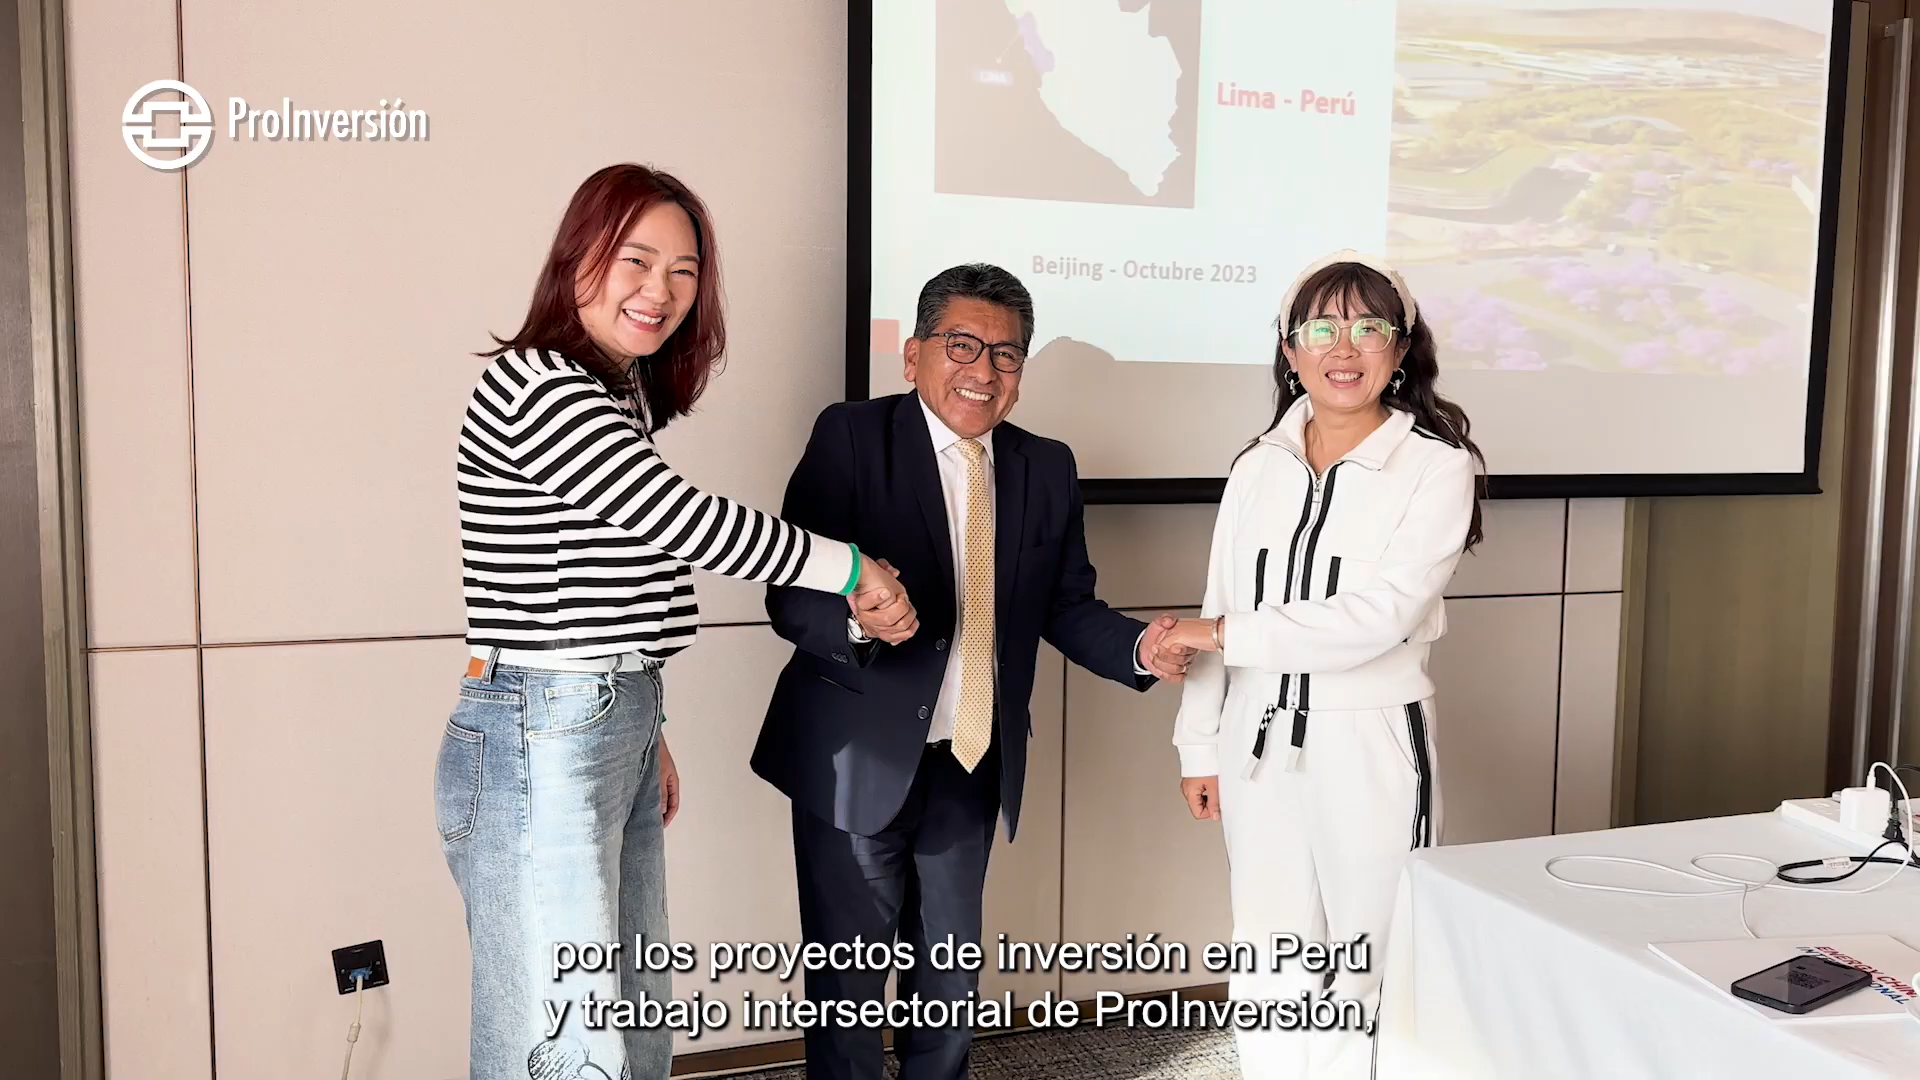 ProInversión
Lima - Perú
Beijing - Octubre 2023
por los proyectos de inversión en Perú
y trabajo intersectorial de ProInversión,